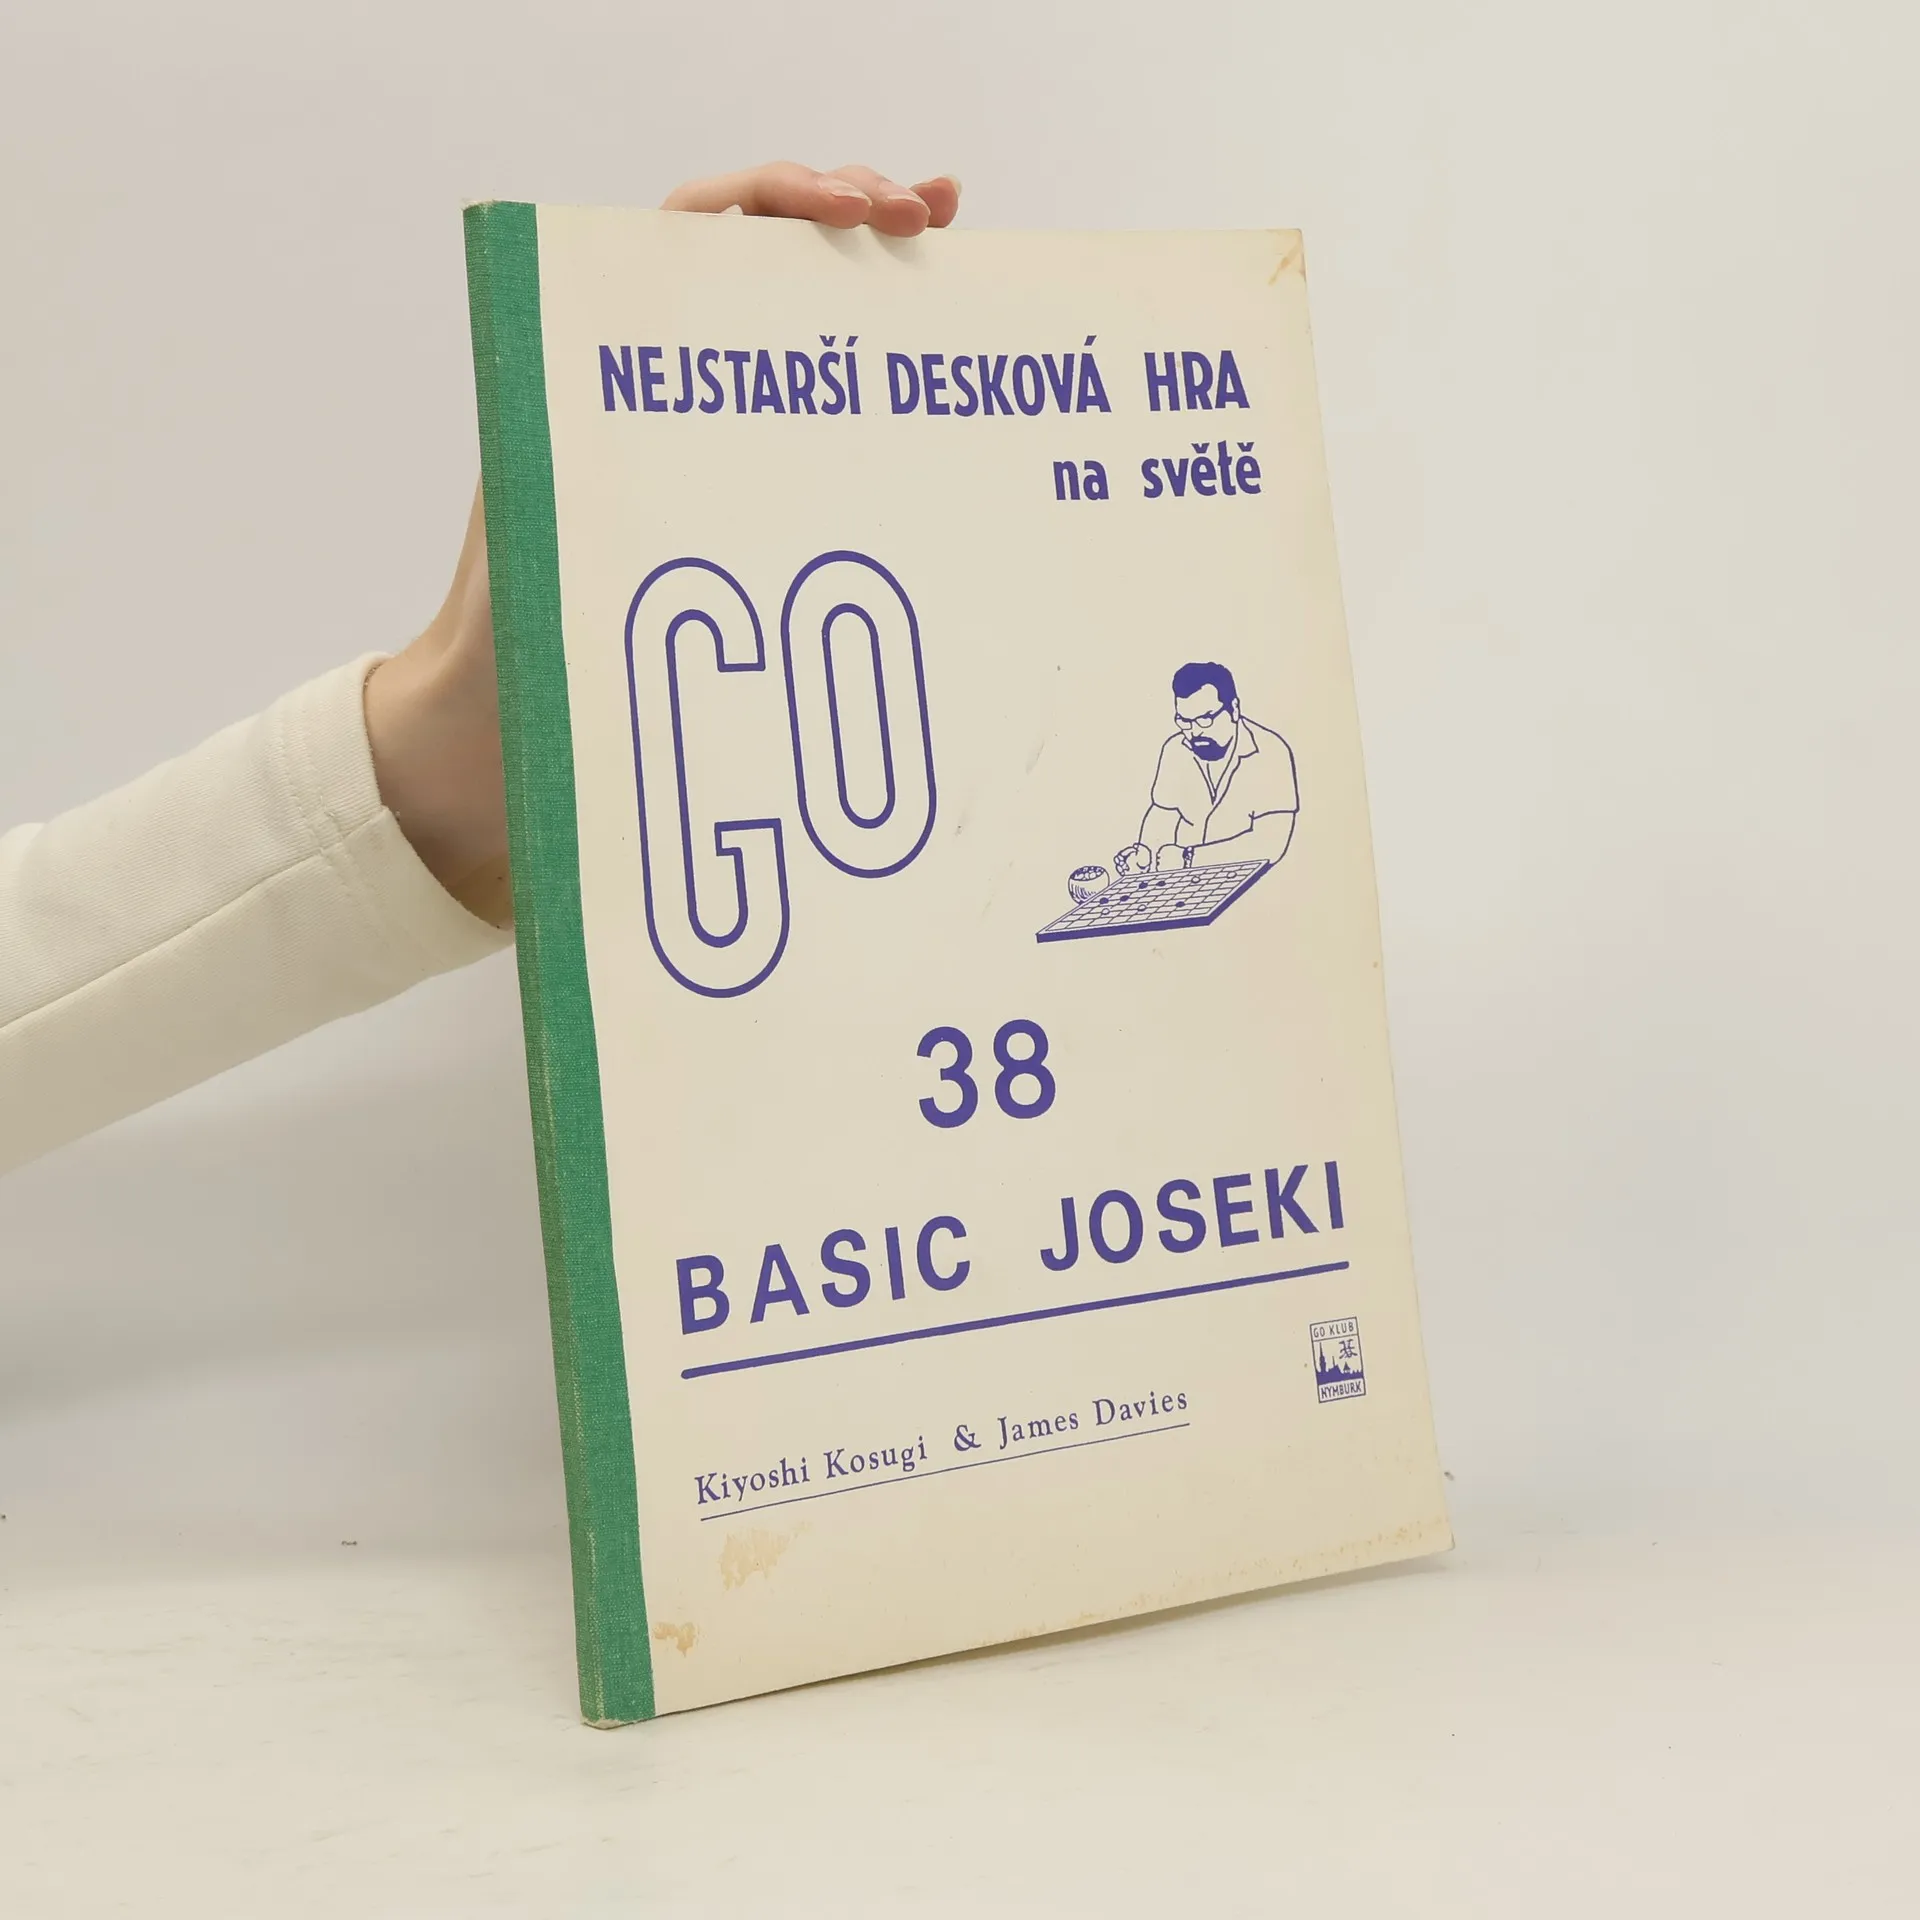 NEJSTARŠÍ DESKOVÁ HRA
na světě
GO
38
BASIC JOSEKI
GO KLUB
NYMBURK
Kiyoshi Kosugi & James Davies